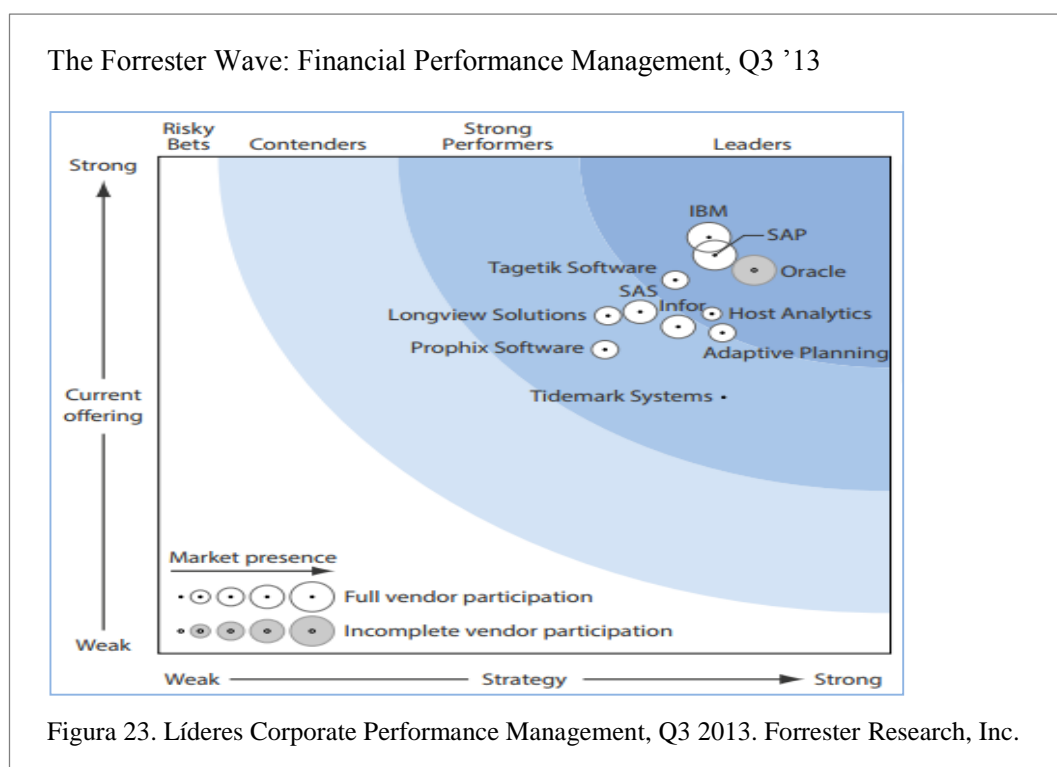 The Forrester Wave: Financial Performance Management, Q3 ’13
Risky
Bets
Contenders
Strong
Performers
Leaders
Strong
IBM
SAP
Tagetik Software
Oracle
SAS
Infor
Longview Solutions
Host Analytics
Prophix Software
Adaptive Planning
Current
offering
Tidemark Systems
Market presence
Full vendor participation
Incomplete vendor participation
Weak
Weak
Strategy
Strong
Figura 23. Líderes Corporate Performance Management, Q3 2013. Forrester Research, Inc.